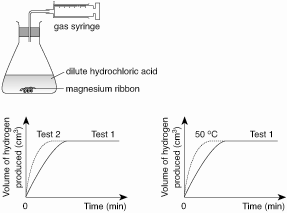 gas syringe
dilute hydrochloric acid
magnesium ribbon
Volume of hydrogen
produced (cm³)
Test 2
Test 1
0
Time (min)
Volume of hydrogen
produced (cm³)
50 ºC
Test 1
0
Time (min)